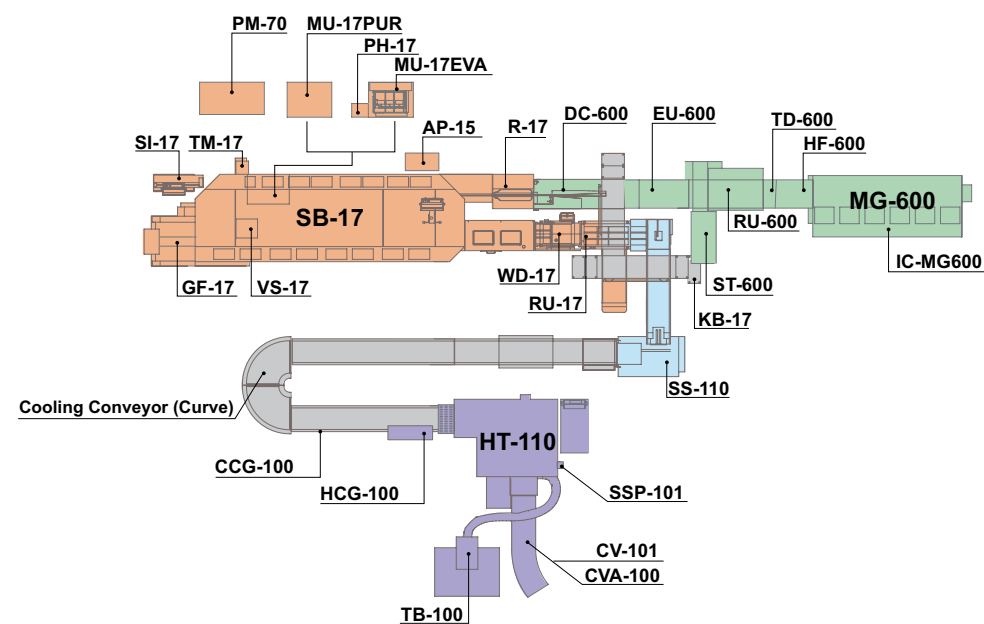 PM-70
MU-17PUR
PH-17
MU-17EVA
SI-17
TM-17
AP-15
R-17
DC-600
EU-600
TD-600
HF-600
SB-17
MG-600
RU-600
GF-17
VS-17
WD-17
RU-17
ST-600
IC-MG600
KB-17
SS-110
Cooling Conveyor (Curve)
HT-110
CCG-100
HCG-100
SSP-101
CV-101
CVA-100
TB-100